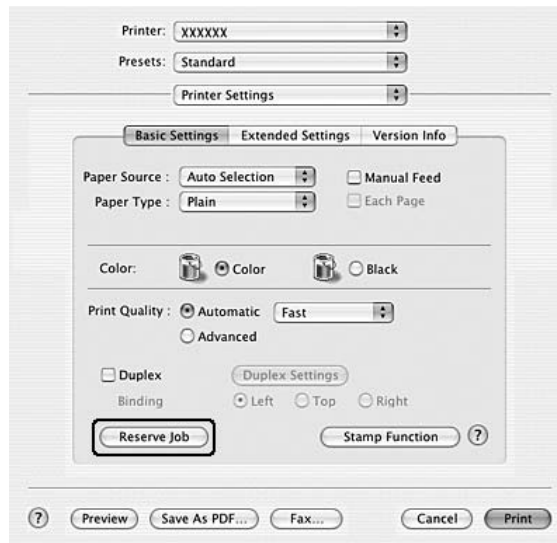 Printer: XXXXXX
Presets: Standard
Printer Settings
Basic Settings Extended Settings Version Info
Paper Source : Auto Selection Manual Feed
Paper Type : Plain Each Page
Color: Color Black
Print Quality : Automatic Fast
Advanced
Duplex Duplex Settings
Binding Left Top Right
Reserve Job Stamp Function ?
? Preview Save As PDF... Fax... Cancel Print